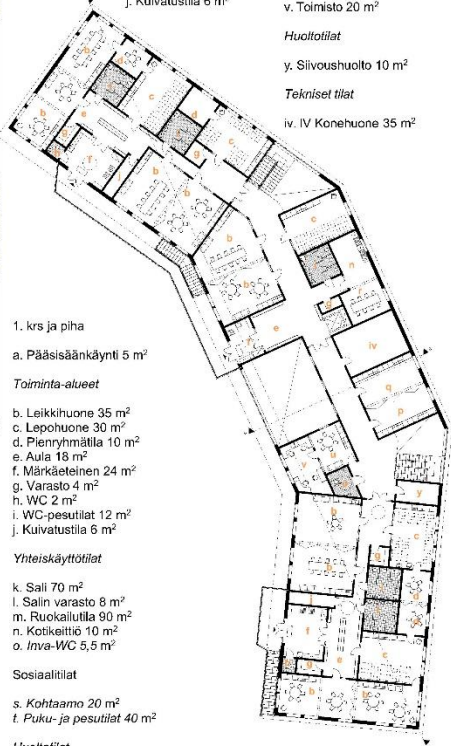 j. Kuivatustila 6 m²
v. Toimisto 20 m²
Huoltotilat
y. Siivoushuolto 10 m²
Tekniset tilat
iv. IV Konehuone 35 m²
b
d
c
d
b
e
g
f
j
g
c
b
b
b
b
c
n
r
g
e
iv
q
p
v
u
y
b
c
g
b
d
d
f
g
e
c
b
b
b
1. krs ja piha
a. Pääsisäänkäynti 5 m²
Toiminta-alueet
b. Leikkihuone 35 m²
c. Lepohuone 30 m²
d. Pienryhmätila 10 m²
e. Aula 18 m²
f. Märkäeteinen 24 m²
g. Varasto 4 m²
h. WC 2 m²
i. WC-pesutilat 12 m²
j. Kuivatustila 6 m²
Yhteiskäyttötilat
k. Sali 70 m²
l. Salin varasto 8 m²
m. Ruokailutila 90 m²
n. Kotikeittiö 10 m²
o. Inva-WC 5,5 m²
Sosiaalitilat
s. Kohtaamo 20 m²
t. Puku- ja pesutilat 40 m²
Huoltotilat